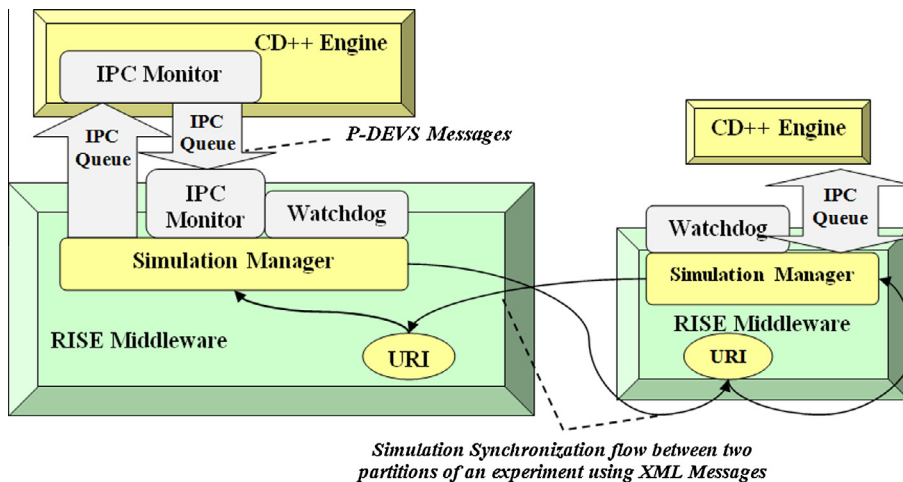 CD++ Engine
IPC Monitor
IPC
Queue
IPC
Queue
P-DEVS Messages
IPC
Monitor
Watchdog
Simulation Manager
RISE Middleware
URI
CD++ Engine
IPC
Queue
Watchdog
Simulation Manager
RISE Middleware
URI
Simulation Synchronization flow between two
partitions of an experiment using XML Messages